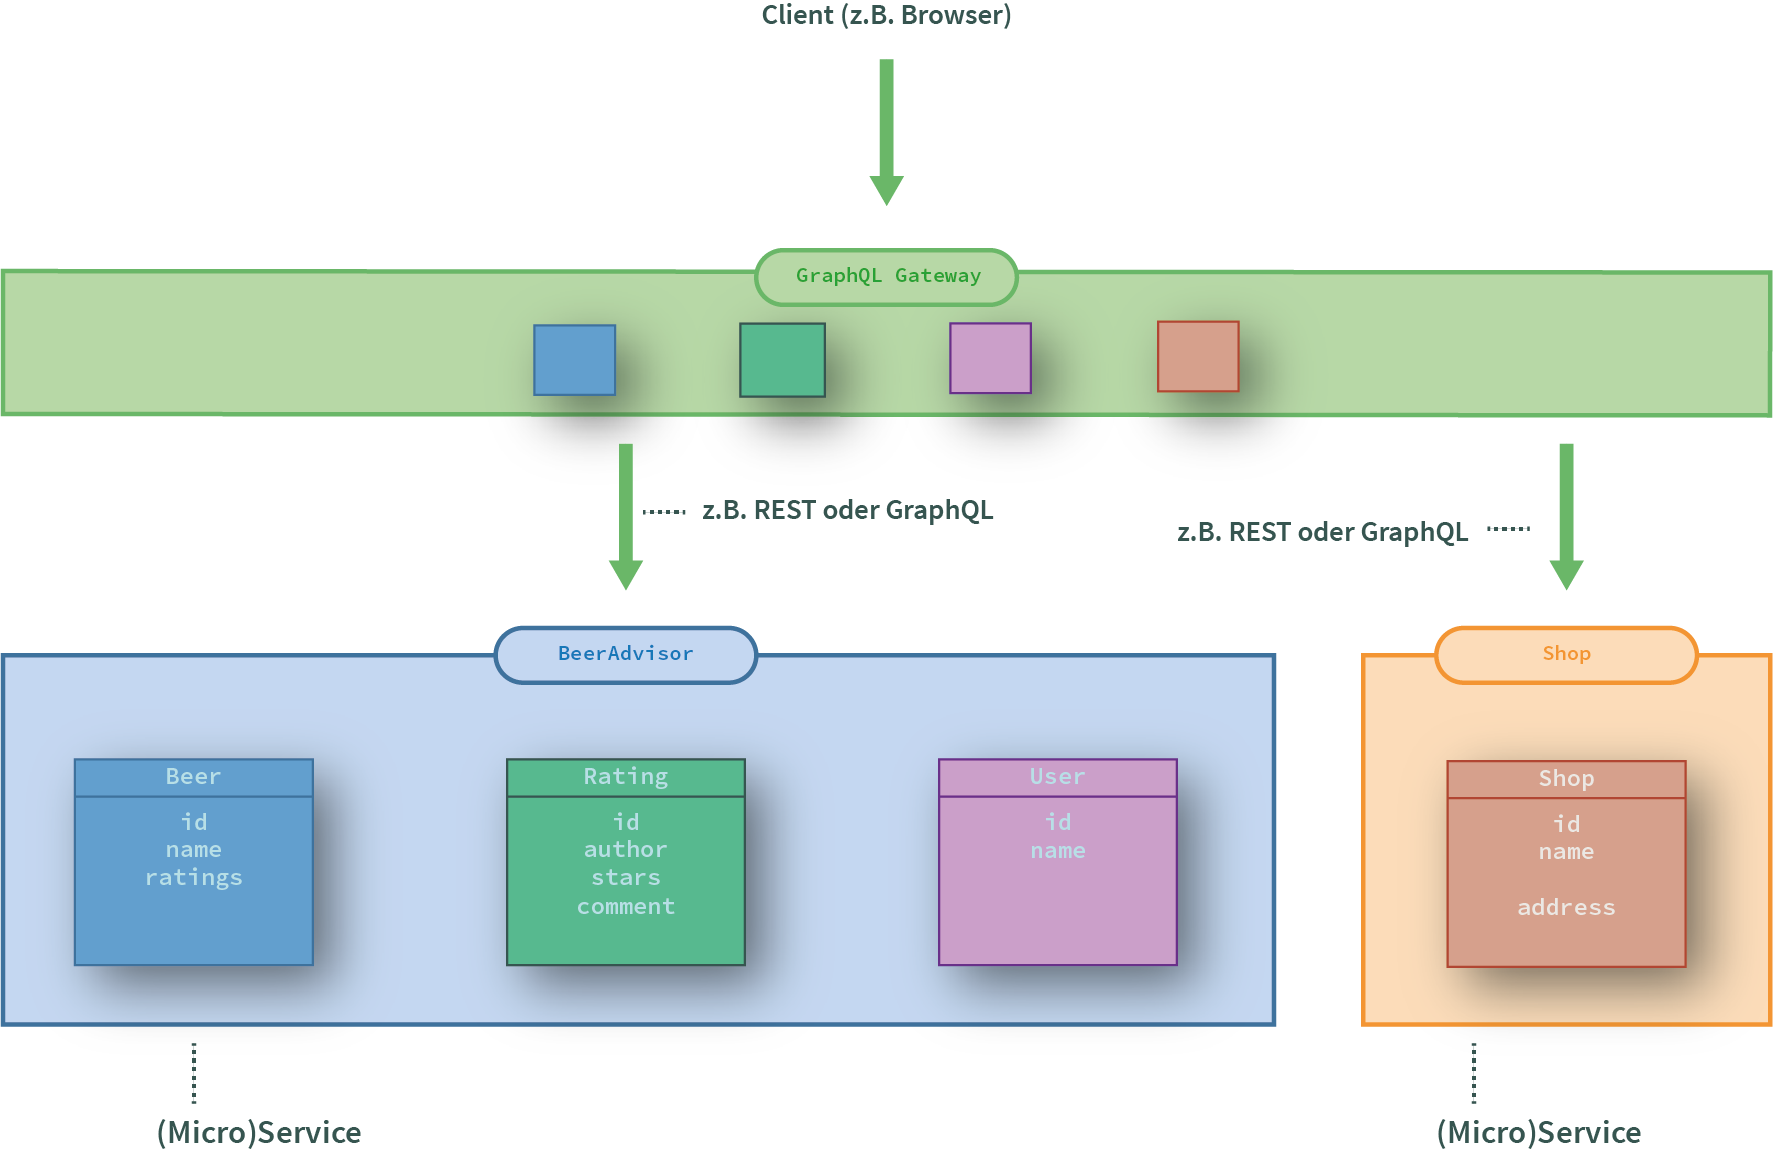 Client (z.B. Browser)
GraphQL Gateway
z.B. REST oder GraphQL
z.B. REST oder GraphQL
BeerAdvisor
Beer
id
name
ratings
Rating
id
author
stars
comment
User
id
name
Shop
Shop
id
name
address
(Micro)Service
(Micro)Service